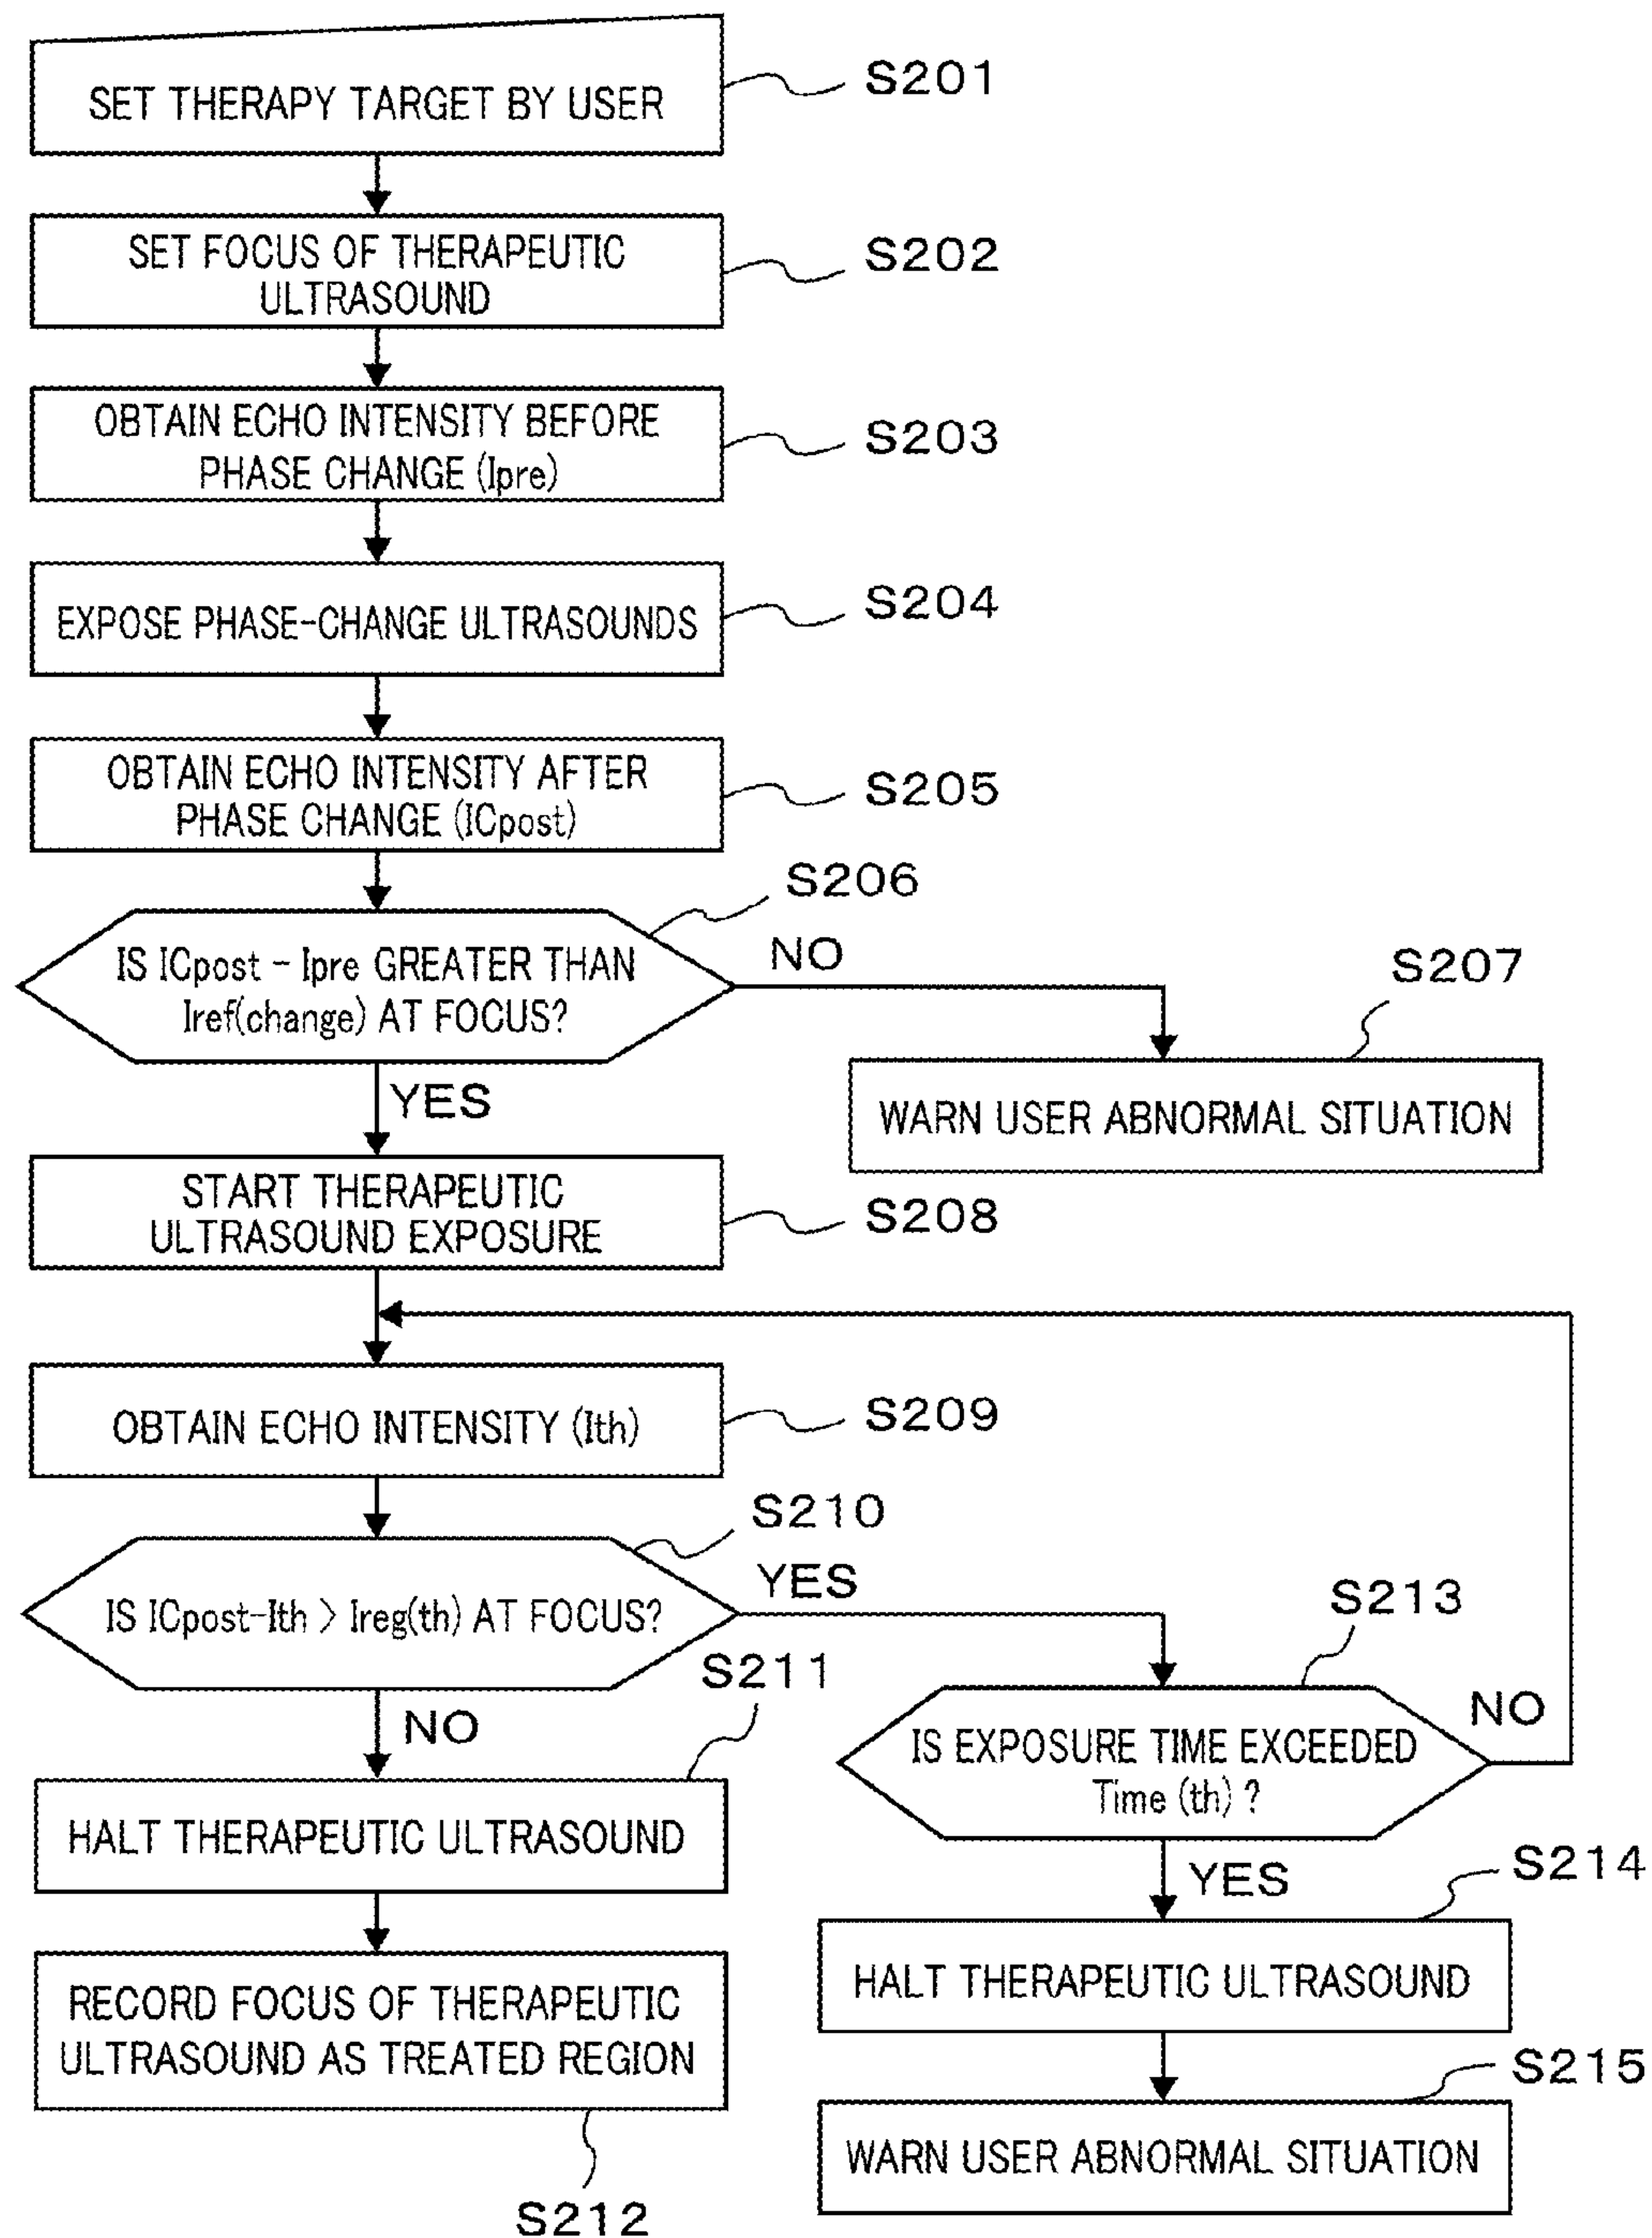 SET THERAPY TARGET BY USER
S201
SET FOCUS OF THERAPEUTIC
ULTRASOUND
S202
OBTAIN ECHO INTENSITY BEFORE
PHASE CHANGE (Ipre)
S203
EXPOSE PHASE-CHANGE ULTRASOUNDS
S204
OBTAIN ECHO INTENSITY AFTER
PHASE CHANGE (ICpost)
S205
S206
IS ICpost - Ipre GREATER THAN
Iref(change) AT FOCUS?
NO
S207
WARN USER ABNORMAL SITUATION
YES
START THERAPEUTIC
ULTRASOUND EXPOSURE
S208
OBTAIN ECHO INTENSITY (Ith)
S209
S210
IS ICpost-Ith > Ireg(th) AT FOCUS?
YES
S213
S211
NO
IS EXPOSURE TIME EXCEEDED
Time (th) ?
NO
HALT THERAPEUTIC ULTRASOUND
YES
S214
HALT THERAPEUTIC ULTRASOUND
RECORD FOCUS OF THERAPEUTIC
ULTRASOUND AS TREATED REGION
S212
S215
WARN USER ABNORMAL SITUATION